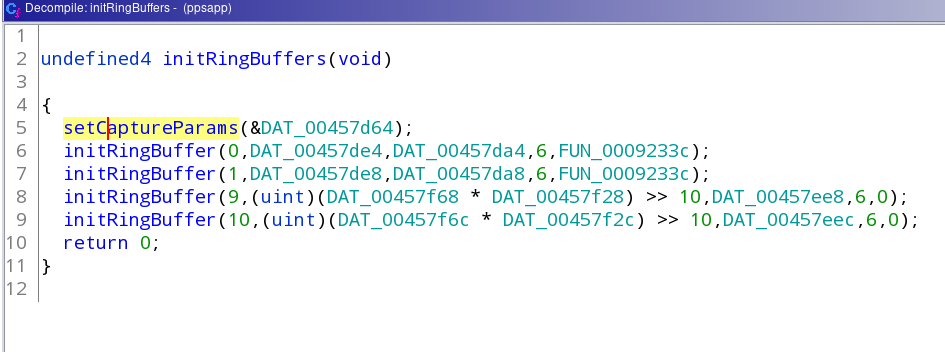 Decompile: initRingBuffers - (ppsapp)
1
2 undefined4 initRingBuffers(void)
3
4 {
5   setCaptureParams(&DAT_00457d64);
6   initRingBuffer(0,DAT_00457de4,DAT_00457da4,6,FUN_0009233c);
7   initRingBuffer(1,DAT_00457de8,DAT_00457da8,6,FUN_0009233c);
8   initRingBuffer(9,(uint)(DAT_00457f68 * DAT_00457f28) >> 10,DAT_00457ee8,6,0);
9   initRingBuffer(10,(uint)(DAT_00457f6c * DAT_00457f2c) >> 10,DAT_00457eec,6,0);
10   return 0;
11 }
12